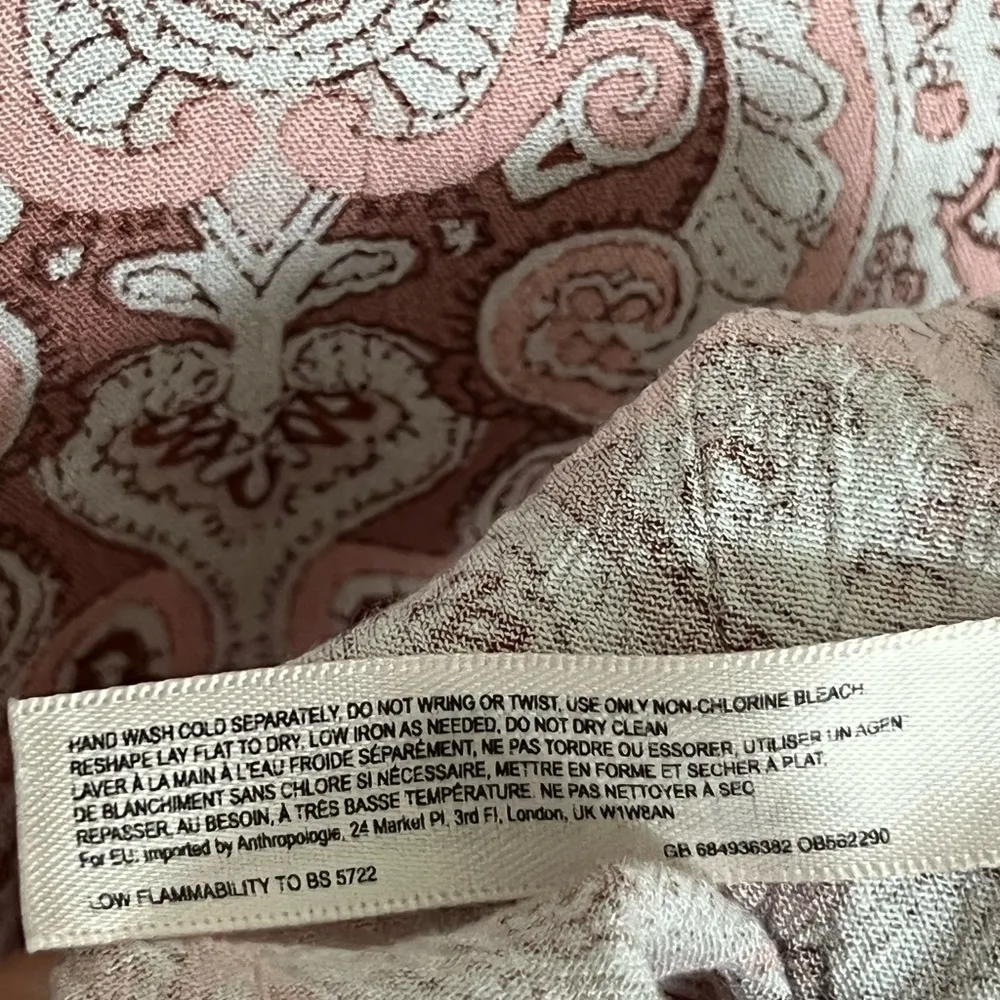 HAND WASH COLD SEPARATELY, DO NOT WRING OR TWIST, USE ONLY NON-CHLORINE BLEACH
RESHAPE LAY FLAT TO DRY, LOW IRON AS NEEDED, DO NOT DRY CLEAN
LAVER À LA MAIN À L'EAU FROIDE SÉPARÉMENT, NE PAS TORDRE OU ESSORER, UTILISER UN AGENT
DE BLANCHIMENT SANS CHLORE SI NÉCESSAIRE, METTRE EN FORME ET SECHER À PLAT,
REPASSER, AU BESOIN, À TRÈS BASSE TEMPÉRATURE. NE PAS NETTOYER À SEC
For EU: Imported by Anthropologie, 24 Market Pl, 3rd Fl, London, UK W1W8AN
GB 684936382 OB562290
LOW FLAMMABILITY TO BS 5722